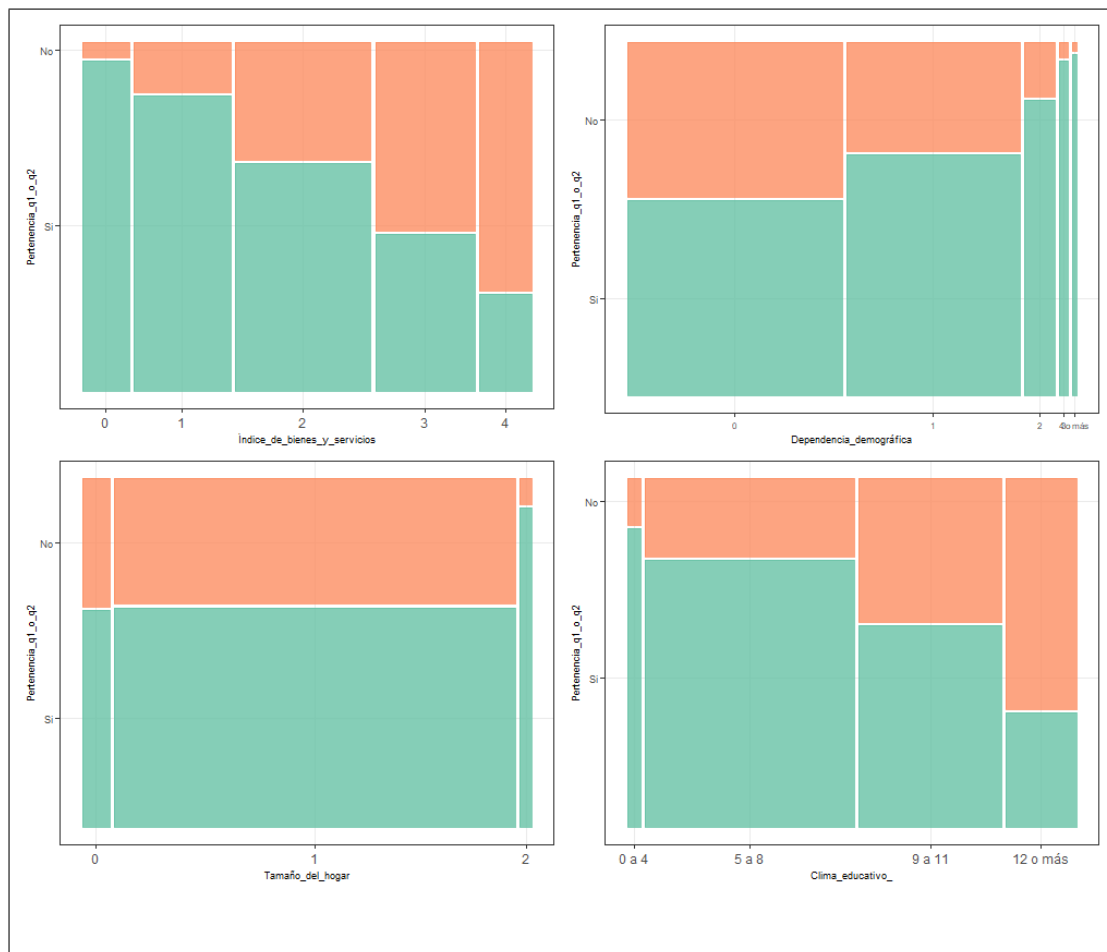 No
Si
Pertenencia_q1_o_q2
0 1 2 3 4
Índice_de_bienes_y_servicios
No
Si
Pertenencia_q1_o_q2
0 1 2 o más
Dependencia_demográfica
No
Si
Pertenencia_q1_o_q2
0 1 2
Tamaño_del_hogar
No
Si
Pertenencia_q1_o_q2
0 a 4 5 a 8 9 a 11 12 o más
Clima_educativo_